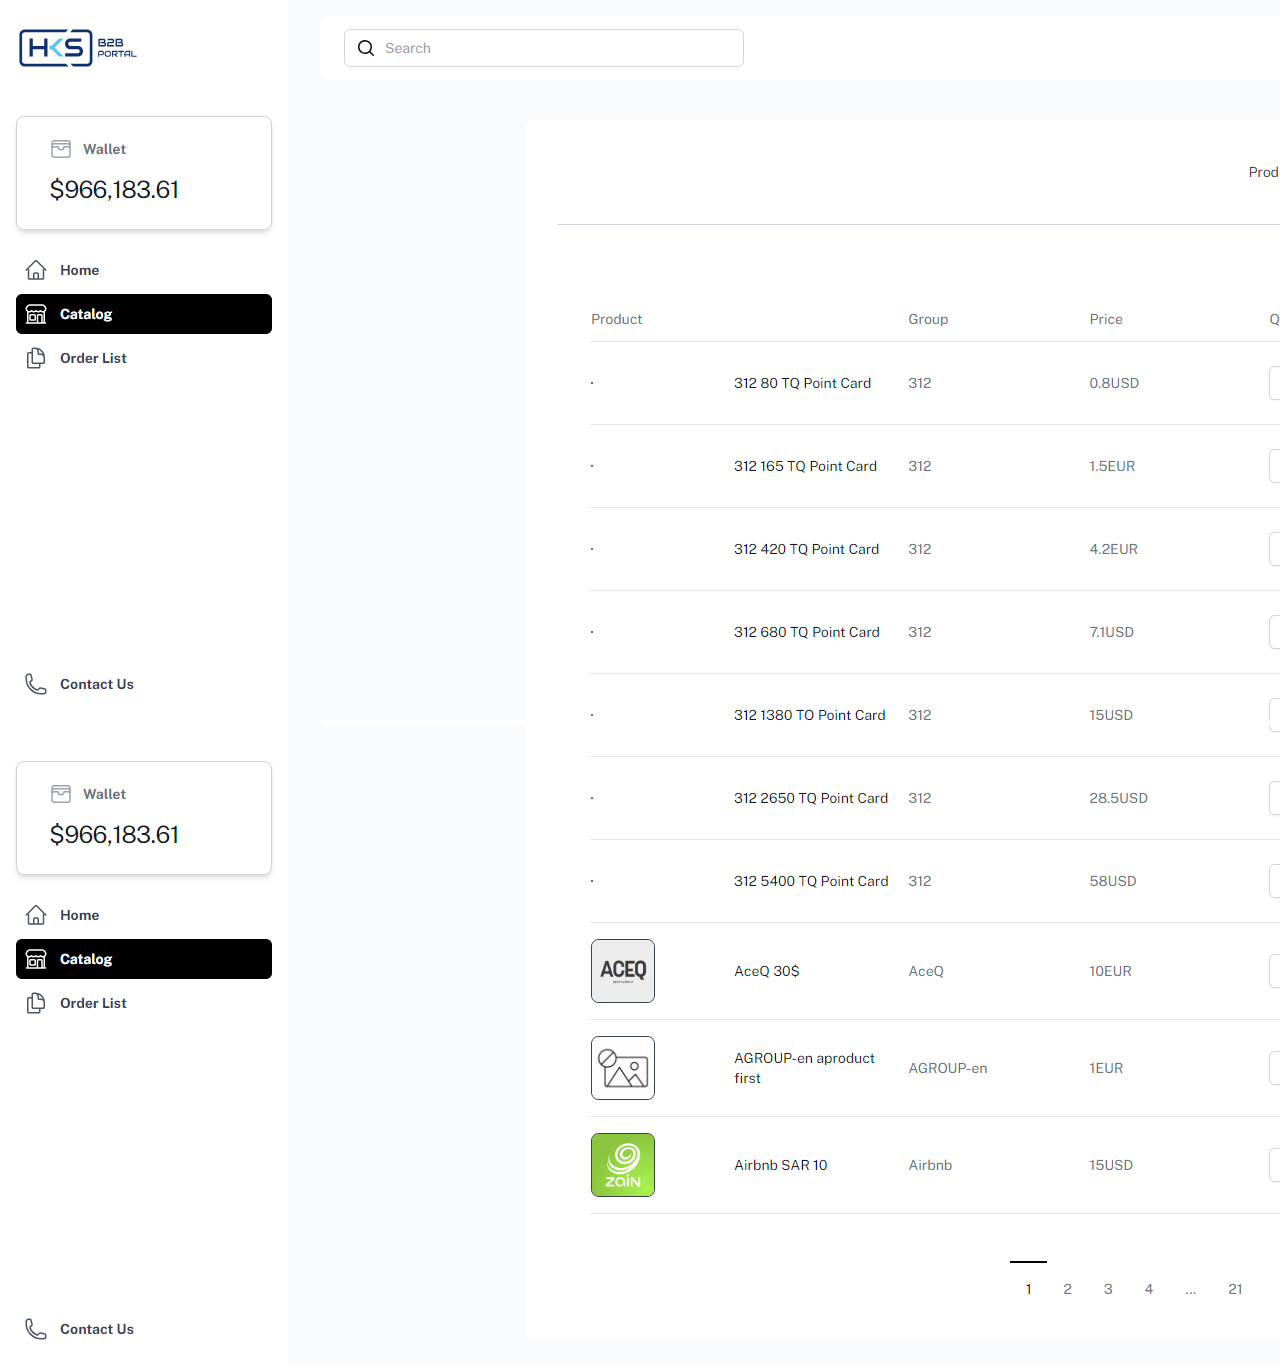 HKS B2B PORTAL
Search
Wallet
$966,183.61
Home
Catalog
Order List
Contact Us
Wallet
$966,183.61
Home
Catalog
Order List
Contact Us
Prod
Product Group Price Q
312 80 TQ Point Card 312 0.8USD
312 165 TQ Point Card 312 1.5EUR
312 420 TQ Point Card 312 4.2EUR
312 680 TQ Point Card 312 7.1USD
312 1380 TO Point Card 312 15USD
312 2650 TQ Point Card 312 28.5USD
312 5400 TQ Point Card 312 58USD
ACEQ
AceQ 30$ AceQ 10EUR
AGROUP-en aproduct
first
AGROUP-en 1EUR
zain
Airbnb SAR 10 Airbnb 15USD
1 2 3 4 ... 21